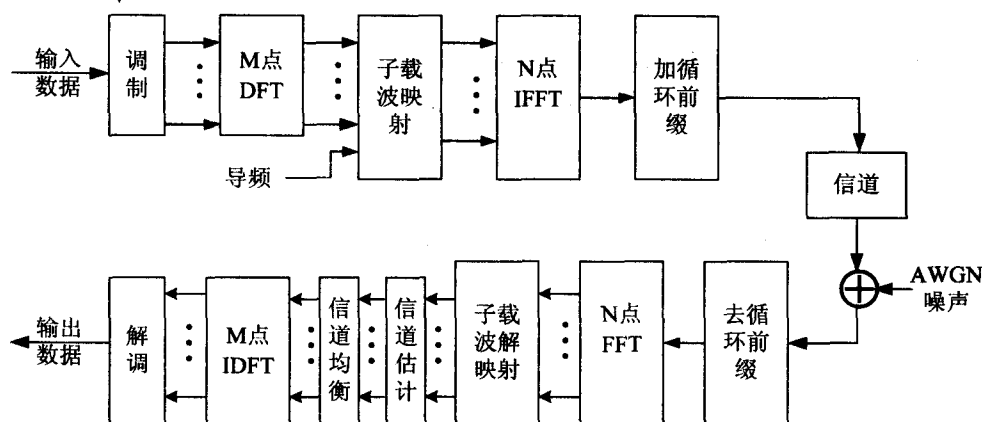 输入
数据
调
制
M点
DFT
子载
波映
射
导频
N点
IFFT
加循
环前
缀
信道
AWGN
噪声
去循
环前
缀
N点
FFT
子载
波解
映射
信
道
估
计
信
道
均
衡
M点
IDFT
解
调
输出
数据